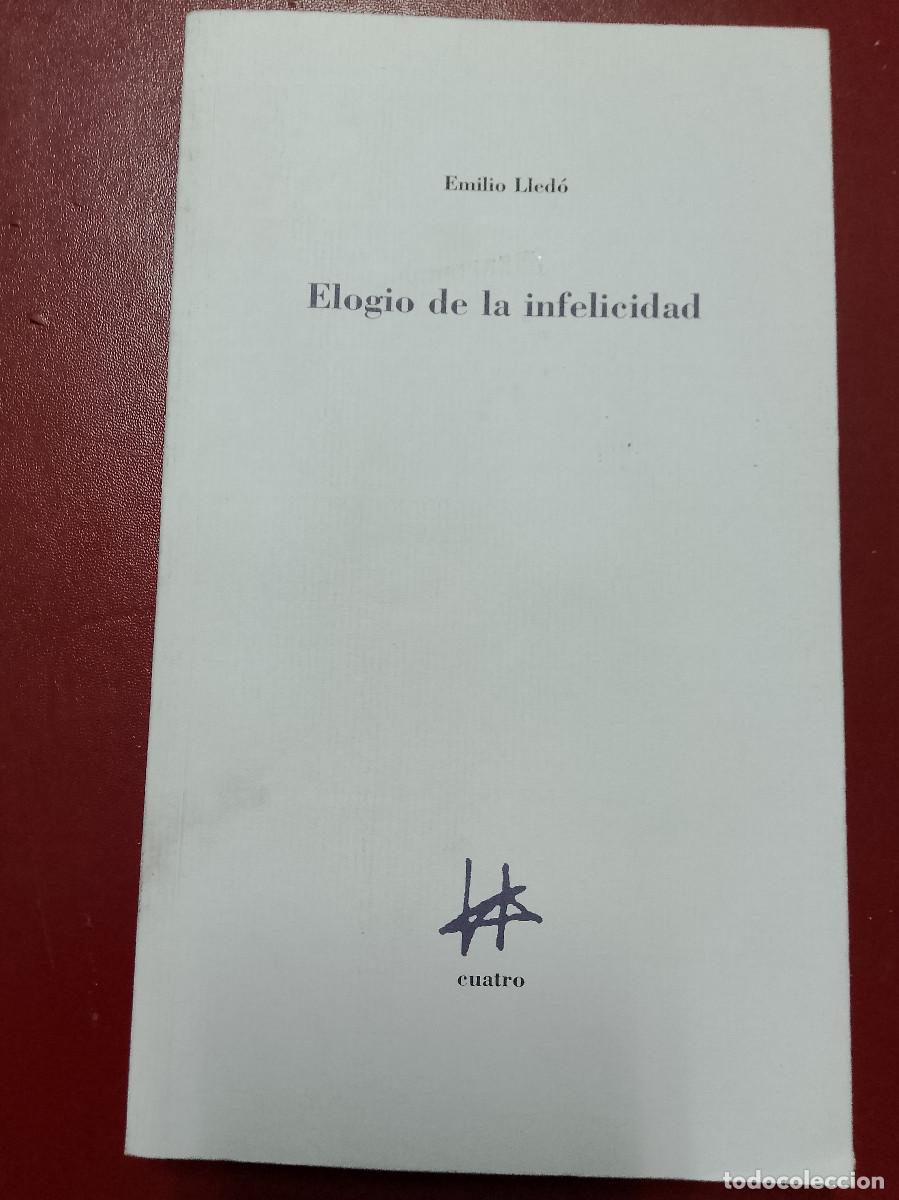 Emilio Lledó
Elogio de la infelicidad
cuatro
todocoleccion